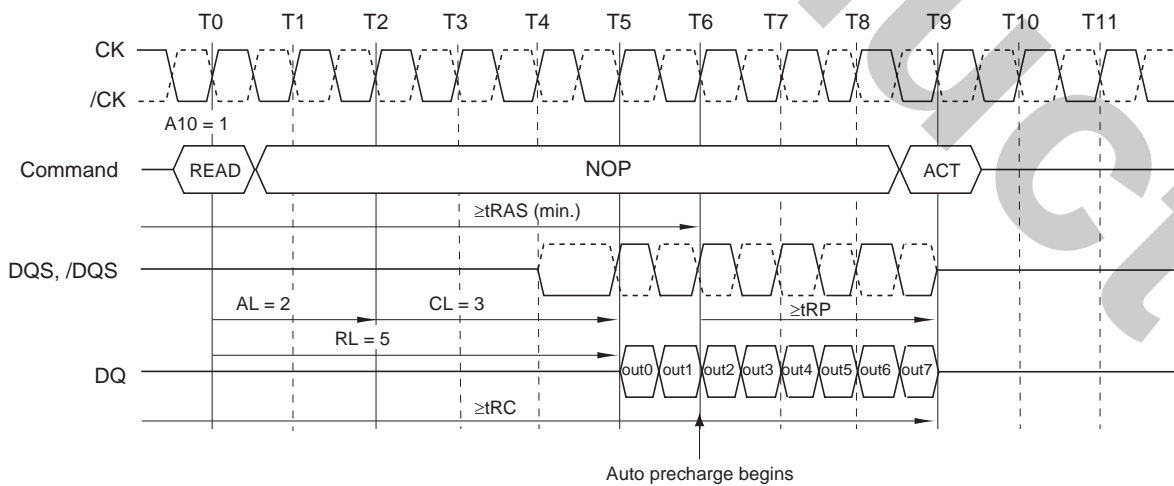 T0 T1 T2 T3 T4 T5 T6 T7 T8 T9 T10 T11
CK
/CK
A10 = 1
Command READ NOP ACT
≥tRAS (min.)
DQS, /DQS
AL = 2 CL = 3 ≥tRP
RL = 5
DQ out0 out1 out2 out3 out4 out5 out6 out7
≥tRC
Auto precharge begins
uct